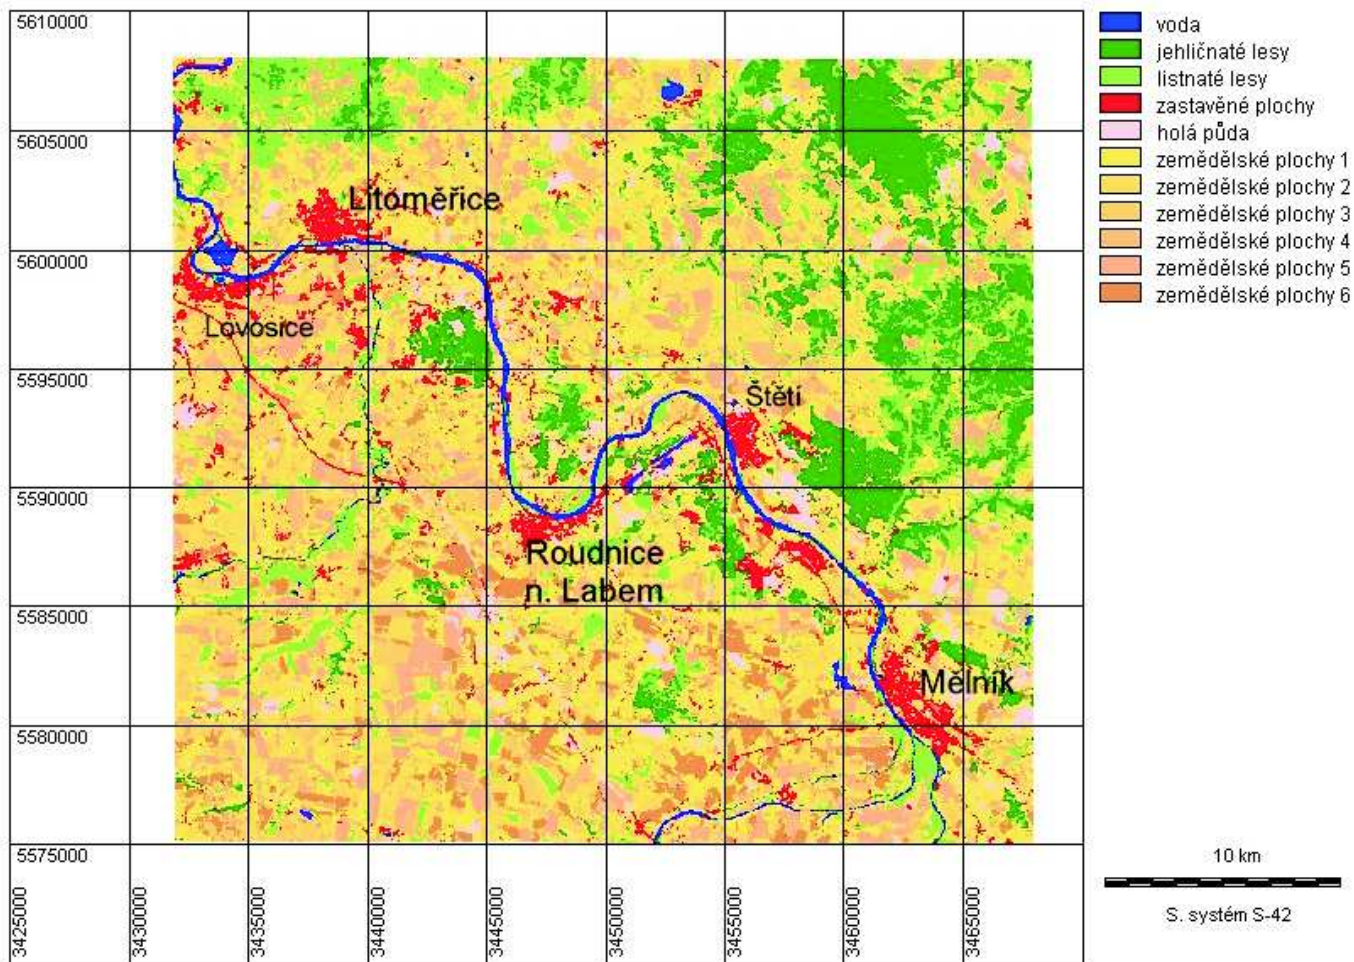 5610000
5605000
5600000
5595000
5590000
5585000
5580000
5575000
Litoměřice
Lovosice
Štětí
Roudnice
n. Labem
Mělník
3425000
3430000
3435000
3440000
3445000
3450000
3455000
3460000
3465000
voda
jehličnaté lesy
listnaté lesy
zastavěné plochy
holá půda
zemědělské plochy 1
zemědělské plochy 2
zemědělské plochy 3
zemědělské plochy 4
zemědělské plochy 5
zemědělské plochy 6
10 km
S. systém S-42